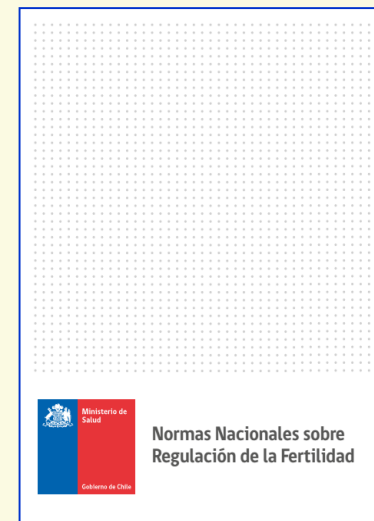 Ministerio de
Salud
Gobierno de Chile
Normas Nacionales sobre
Regulación de la Fertilidad